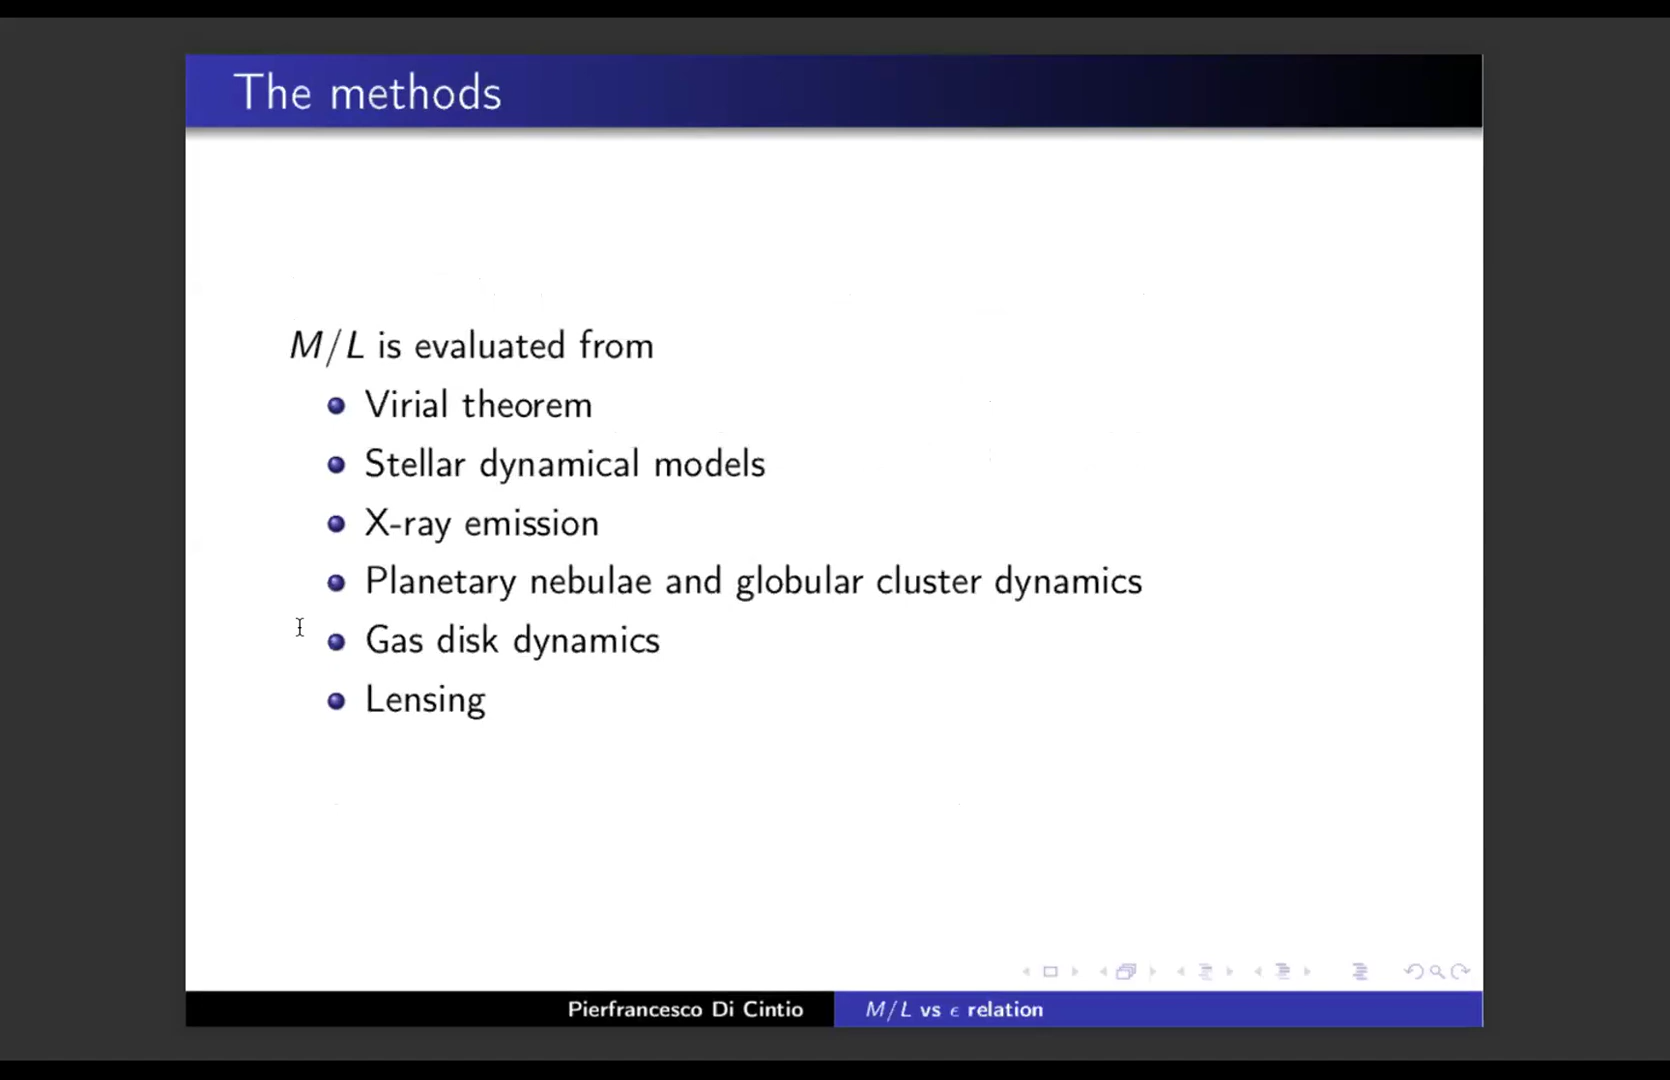 The methods
M/L is evaluated from
Virial theorem
Stellar dynamical models
X-ray emission
Planetary nebulae and globular cluster dynamics
Gas disk dynamics
Lensing
Pierfrancesco Di Cintio
M/L vs ϵ relation